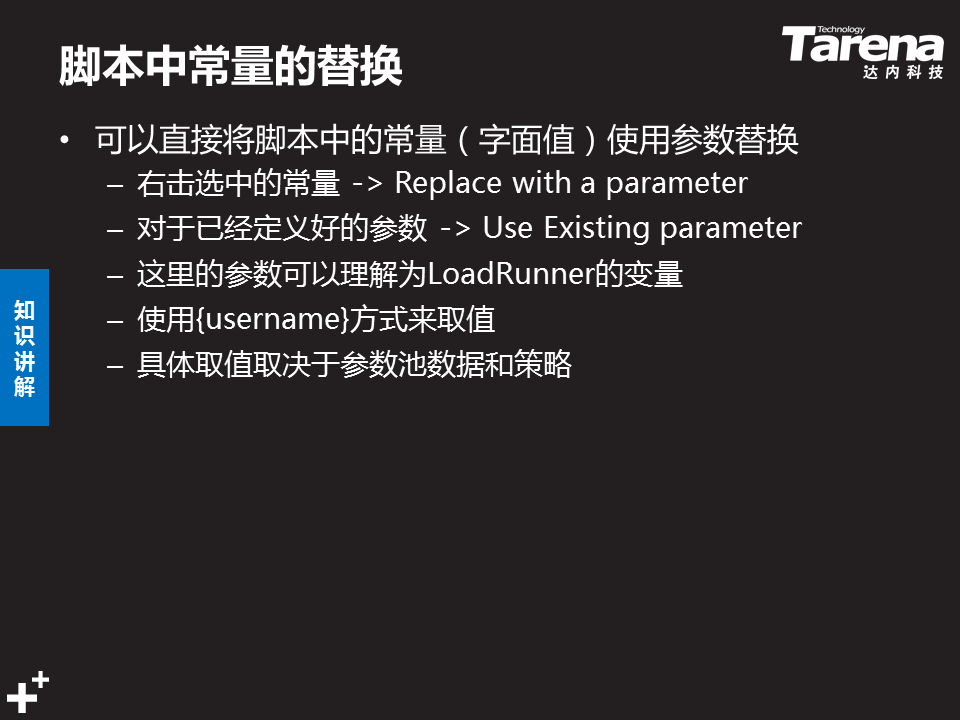 脚本中常量的替换
Technology
Tarena
达内科技
• 可以直接将脚本中的常量（字面值）使用参数替换
– 右击选中的常量 -> Replace with a parameter
– 对于已经定义好的参数 -> Use Existing parameter
– 这里的参数可以理解为LoadRunner的变量
– 使用{username}方式来取值
– 具体取值取决于参数池数据和策略
知
识
讲
解